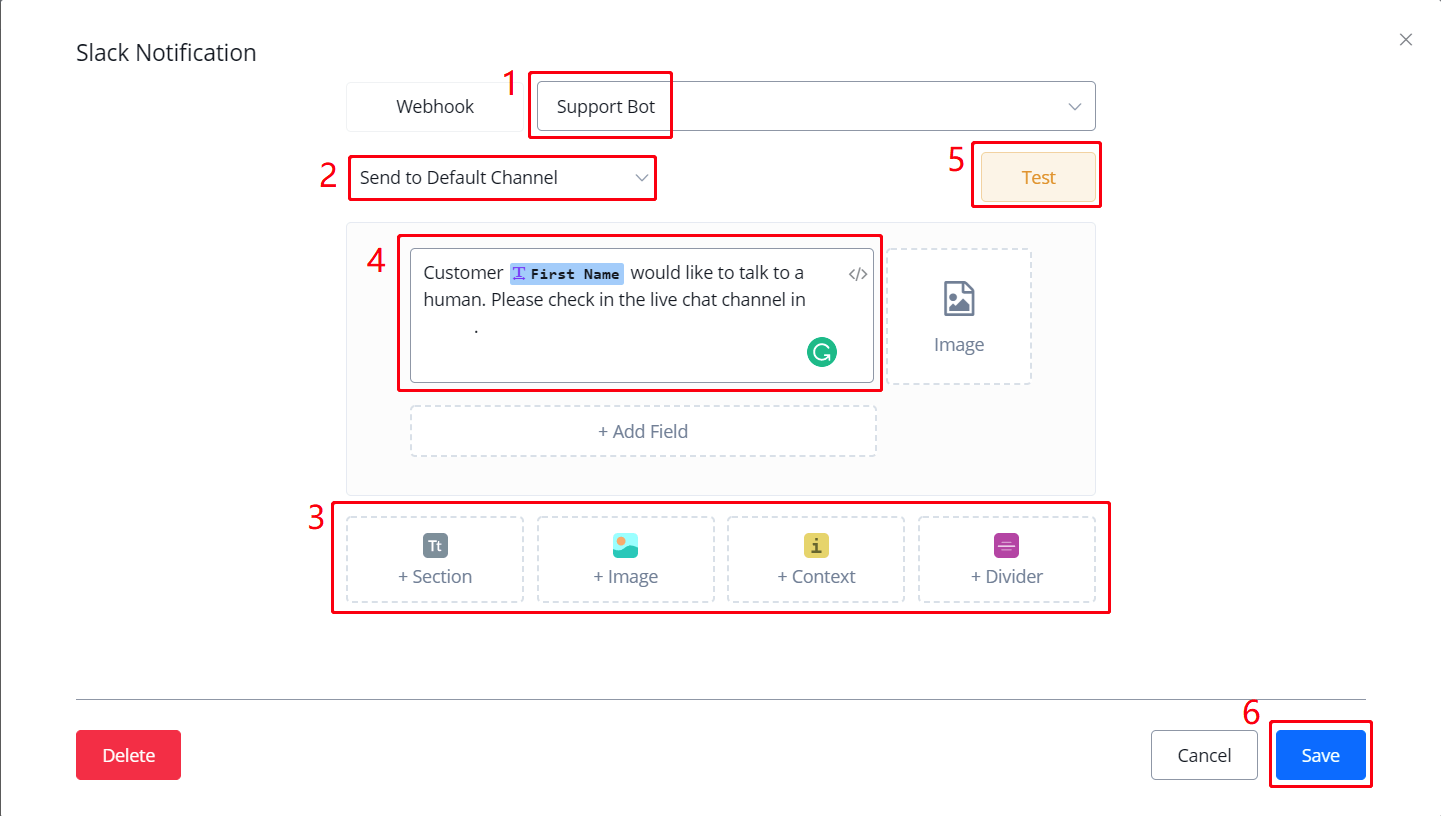 Slack Notification
1
Webhook
Support Bot
2
Send to Default Channel
5
Test
4
Customer First Name would like to talk to a
human. Please check in the live chat channel in
.
</>
Image
+ Add Field
3
Tt
+ Section
+ Image
i
+ Context
+ Divider
6
Delete
Cancel
Save